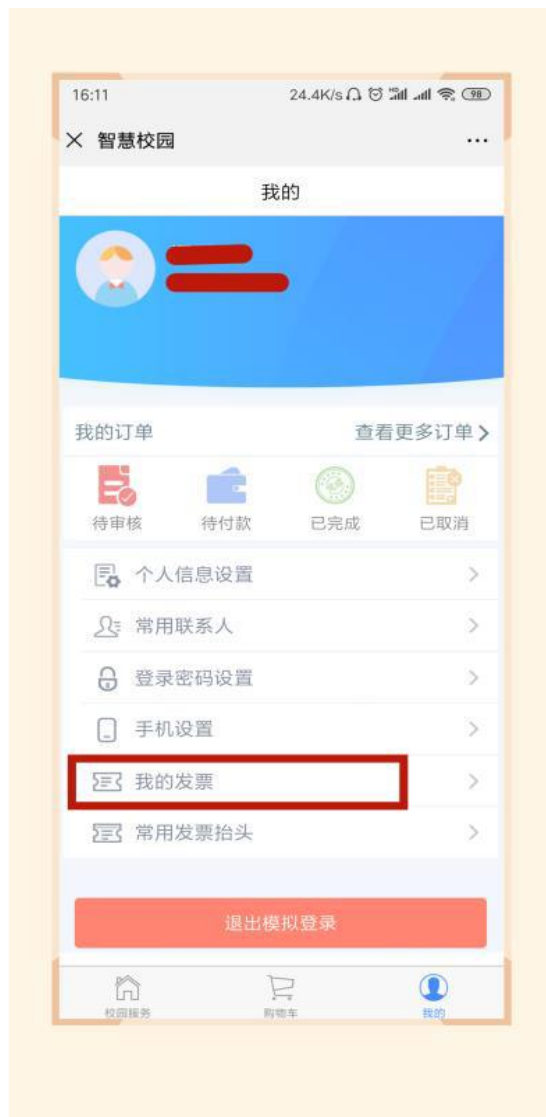 16:11 24.4K/s 98
智慧校园
我的
我的订单 查看更多订单
待审核 待付款 已完成 已取消
个人信息设置
常用联系人
登录密码设置
手机设置
我的发票
常用发票抬头
退出模拟登录
校园服务 购物车 我的